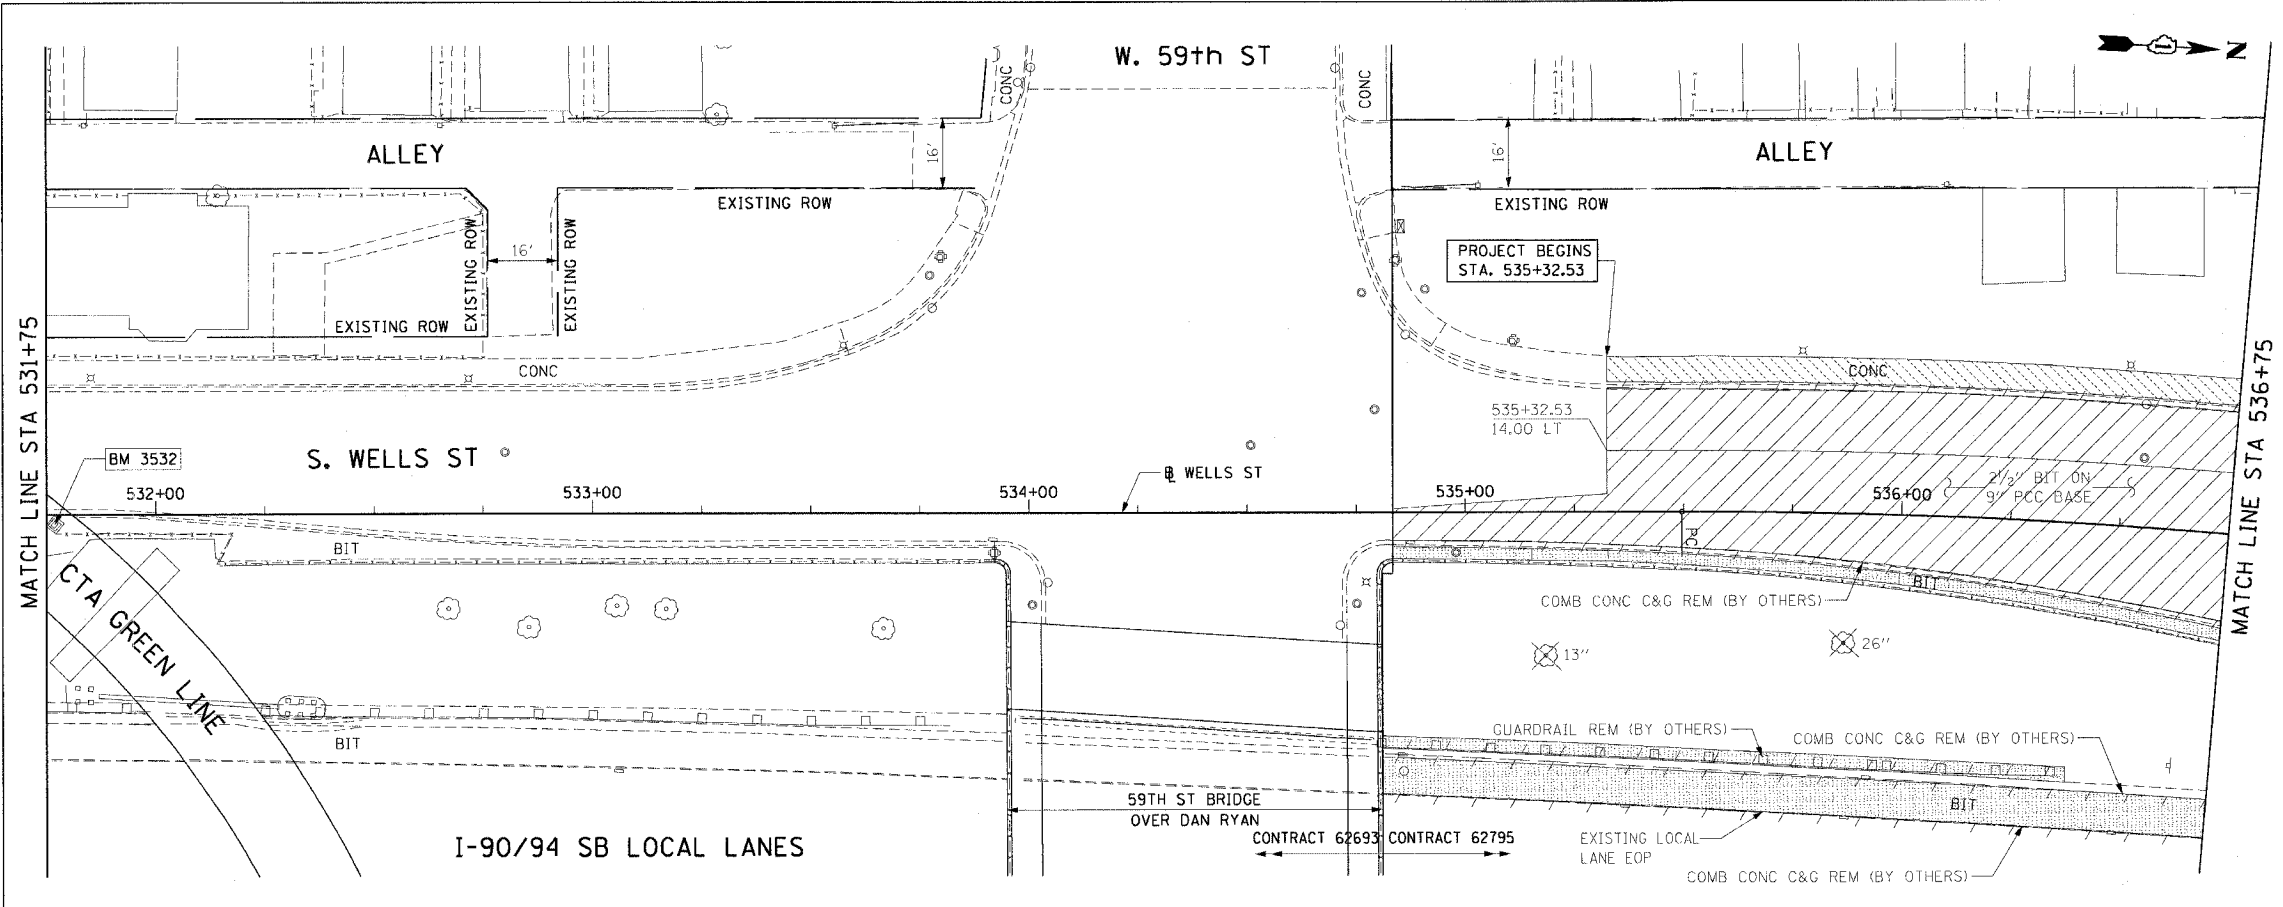 W. 59th ST
N
CONC
CONC
ALLEY
16'
16'
ALLEY
EXISTING ROW
EXISTING ROW
EXISTING ROW
16'
EXISTING ROW
PROJECT BEGINS
STA. 535+32.53
EXISTING ROW
CONC
CONC
MATCH LINE STA 531+75
MATCH LINE STA 536+75
535+32.53
14.00 LT
BM 3532
S. WELLS ST
BL WELLS ST
2½" BIT ON
9" PCC BASE
532+00
533+00
534+00
535+00
536+00
PC
BIT
BIT
CTA GREEN LINE
COMB CONC C&G REM (BY OTHERS)
13"
26"
BIT
GUARDRAIL REM (BY OTHERS)
COMB CONC C&G REM (BY OTHERS)
59TH ST BRIDGE
OVER DAN RYAN
BIT
I-90/94 SB LOCAL LANES
CONTRACT 62693
CONTRACT 62795
EXISTING LOCAL
LANE EOP
COMB CONC C&G REM (BY OTHERS)